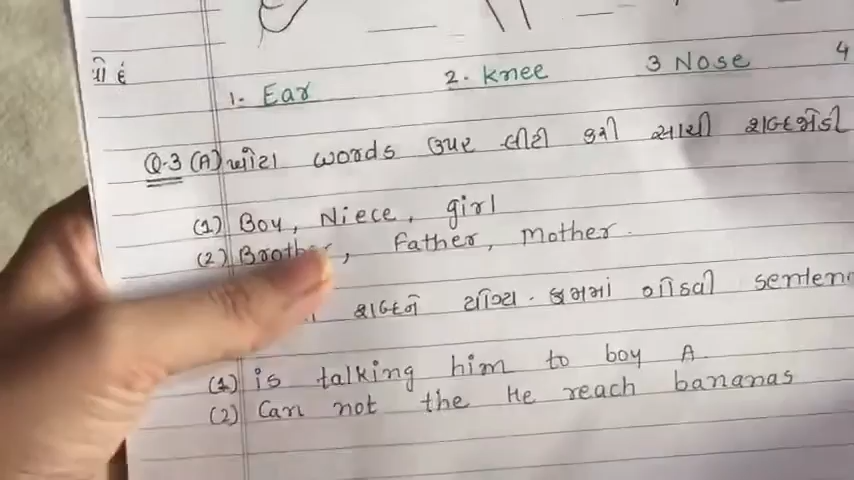 1. Ear 2. knee 3 Nose 4
Q.3 (A) ખોટા words ઉપર લીટી કરી સાચી શબ્દજોડી
(1) Boy, Niece, girl
(2) Brother, Father, Mother.
શબ્દને યોગ્ય ક્રમમાં ગોઠવી senten
(1) is talking him to boy A
(2) Can not the He reach bananas